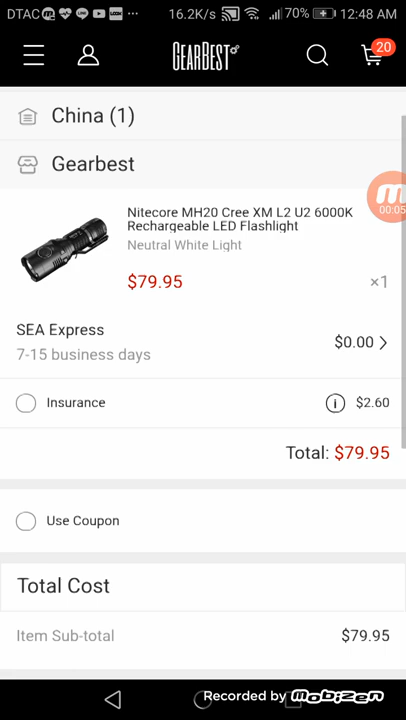 DTAC 16.2K/s 70% 12:48 AM
GEARBEST 20
China (1)
Gearbest
00:05
Nitecore MH20 Cree XM L2 U2 6000K
Rechargeable LED Flashlight
Neutral White Light
$79.95 ×1
SEA Express
$0.00
7-15 business days
Insurance $2.60
Total: $79.95
Use Coupon
Total Cost
Item Sub-total $79.95
Recorded by mobizen